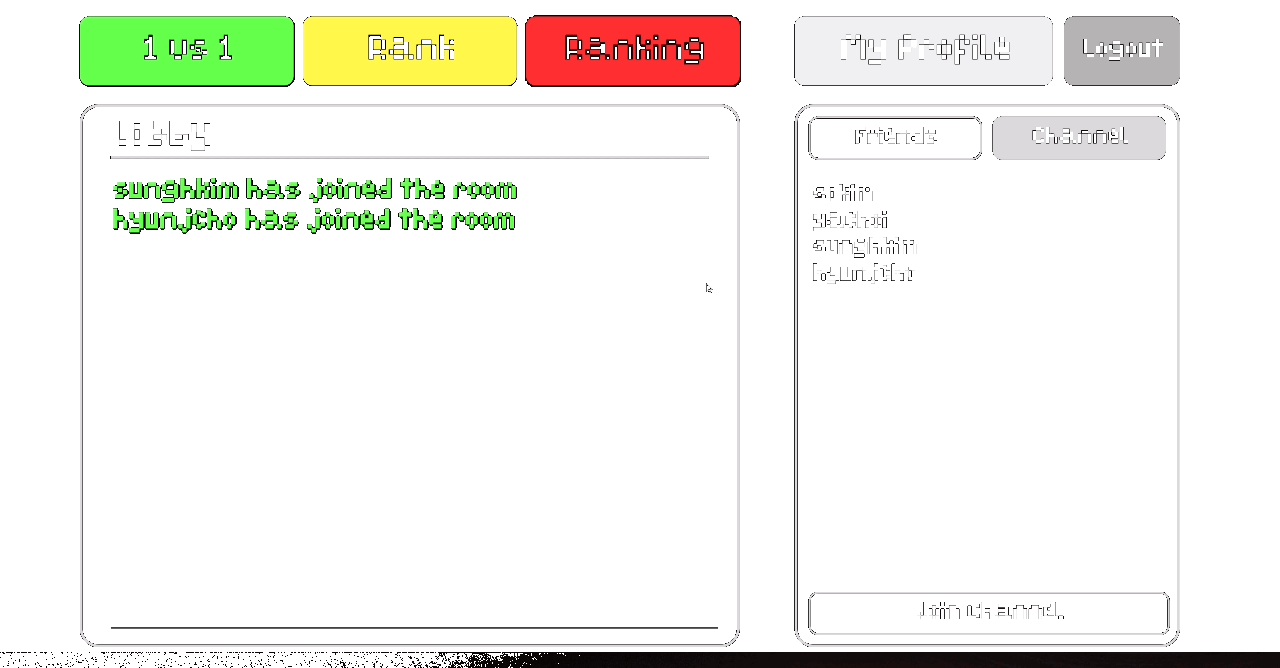 1 vs 1
Rank
Ranking
My Profile
Logout
Lobby
Friends
Channel
sunghkim has joined the room
hyunjcho has joined the room
sunghkim
hyunjcho
Join Channel